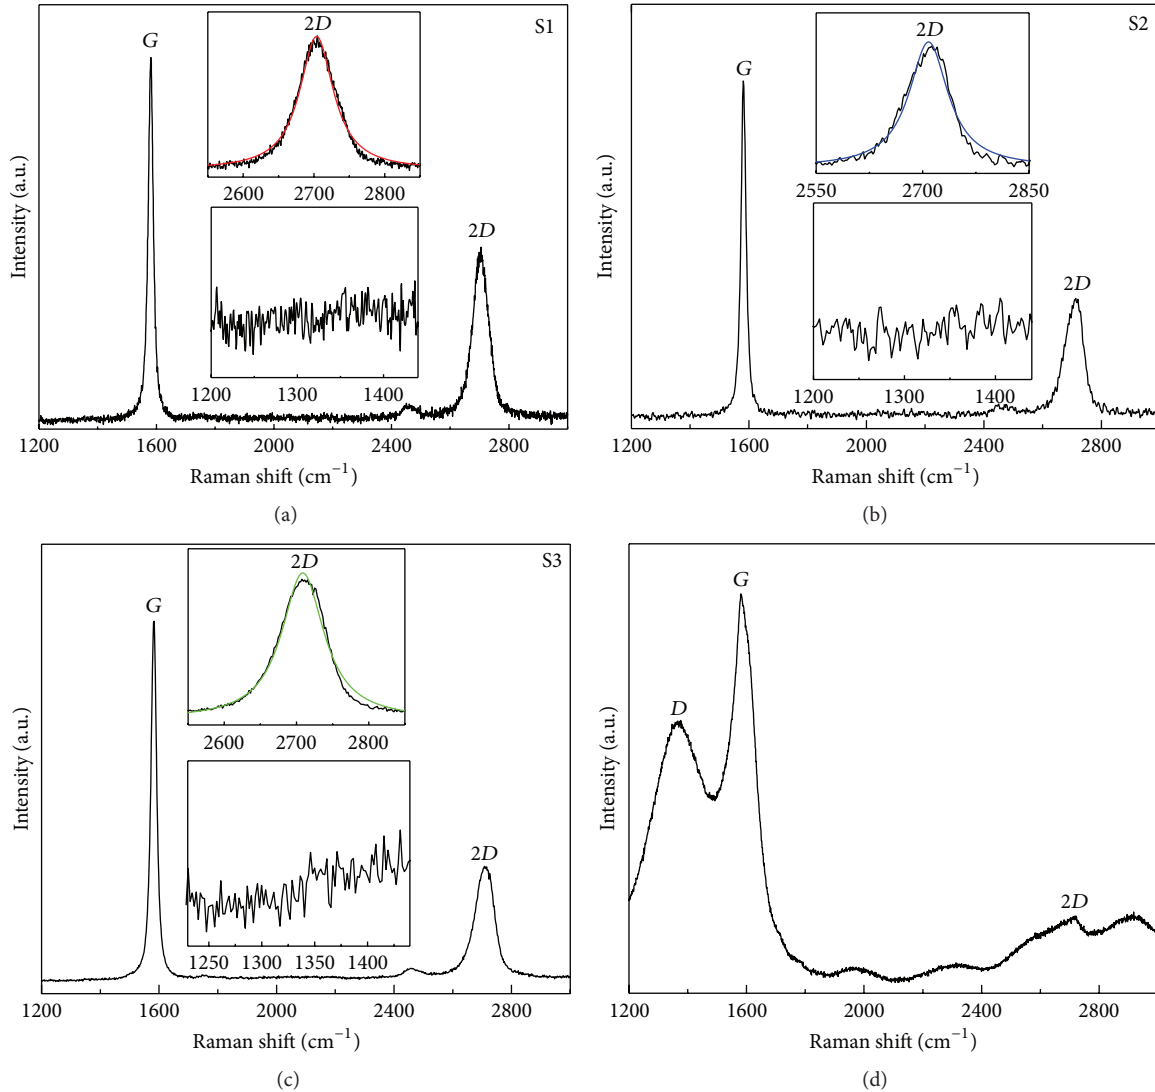 S1
G
2D
2600 2700 2800
2D
1200 1300 1400
Intensity (a.u.)
1200 1600 2000 2400 2800
Raman shift (cm⁻¹)
(a)
S2
G
2D
2550 2700 2850
2D
1200 1300 1400
Intensity (a.u.)
1200 1600 2000 2400 2800
Raman shift (cm⁻¹)
(b)
S3
G
2D
2600 2700 2800
2D
1250 1300 1350 1400
Intensity (a.u.)
1200 1600 2000 2400 2800
Raman shift (cm⁻¹)
(c)
G
D
2D
Intensity (a.u.)
1200 1600 2000 2400 2800
Raman shift (cm⁻¹)
(d)